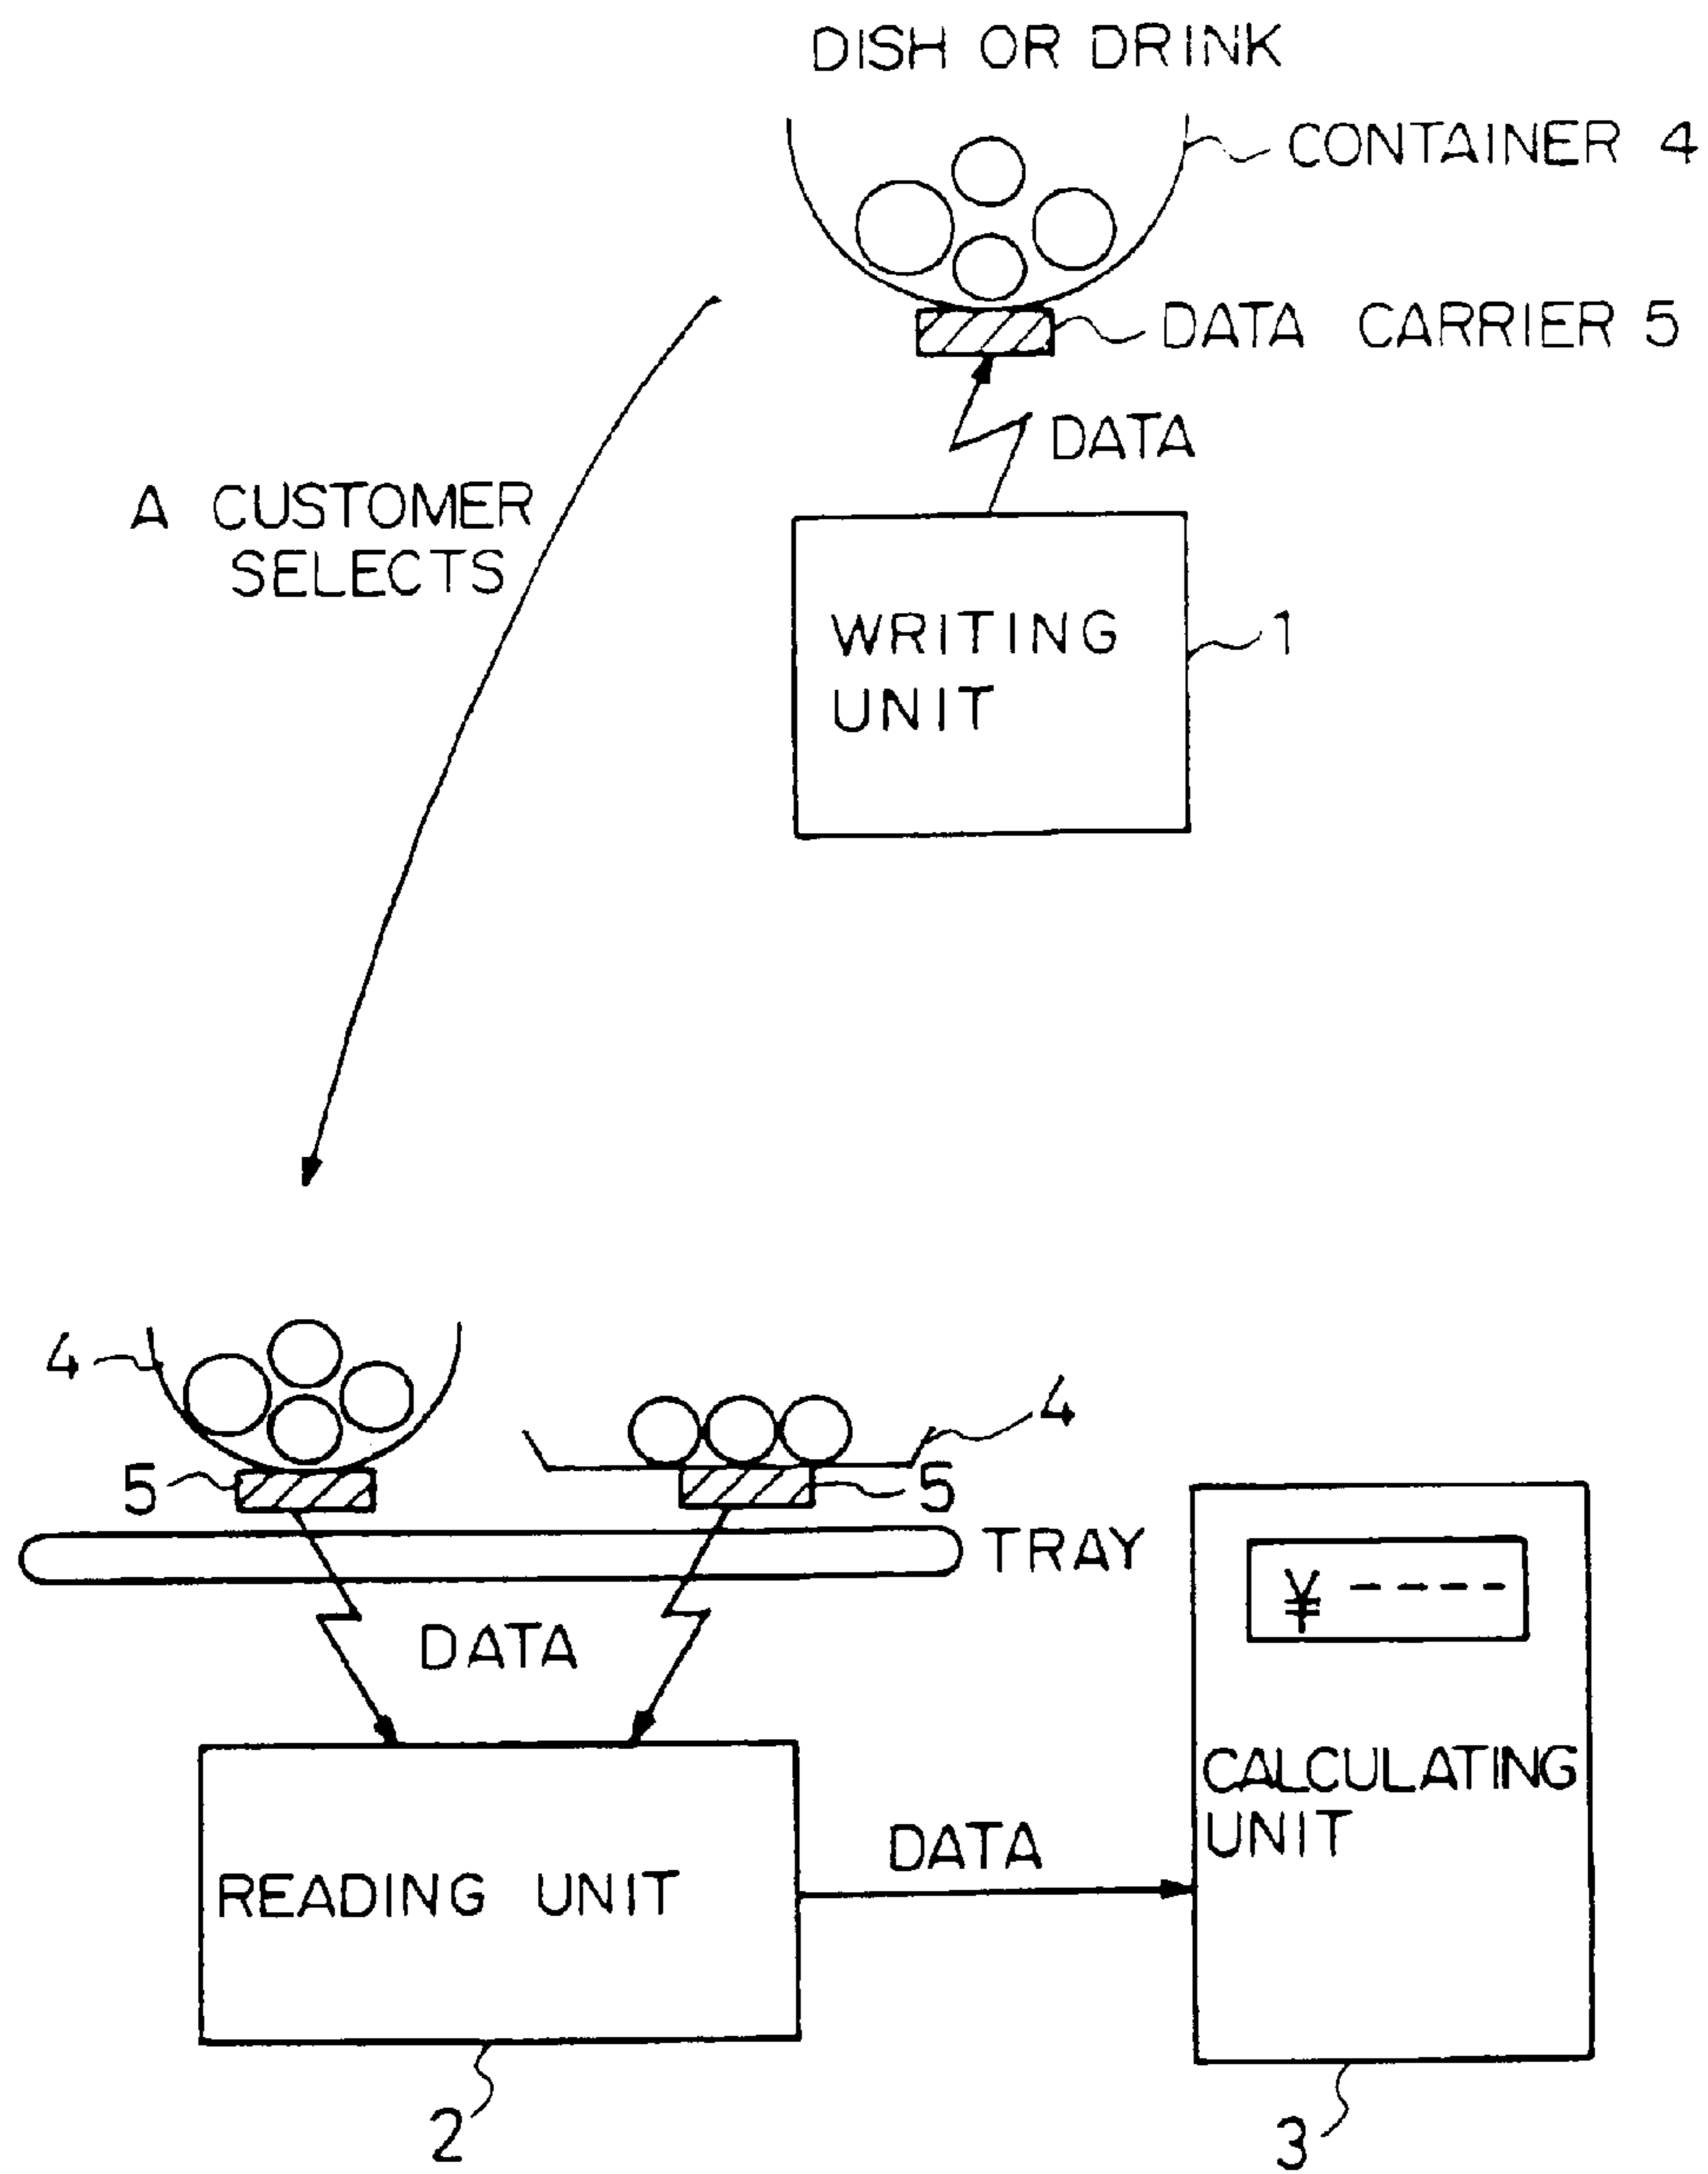 DISH OR DRINK
CONTAINER 4
DATA CARRIER 5
DATA
A CUSTOMER
SELECTS
WRITING
UNIT
1
4
4
5
5
TRAY
¥ ----
DATA
CALCULATING
UNIT
DATA
READING UNIT
2
3